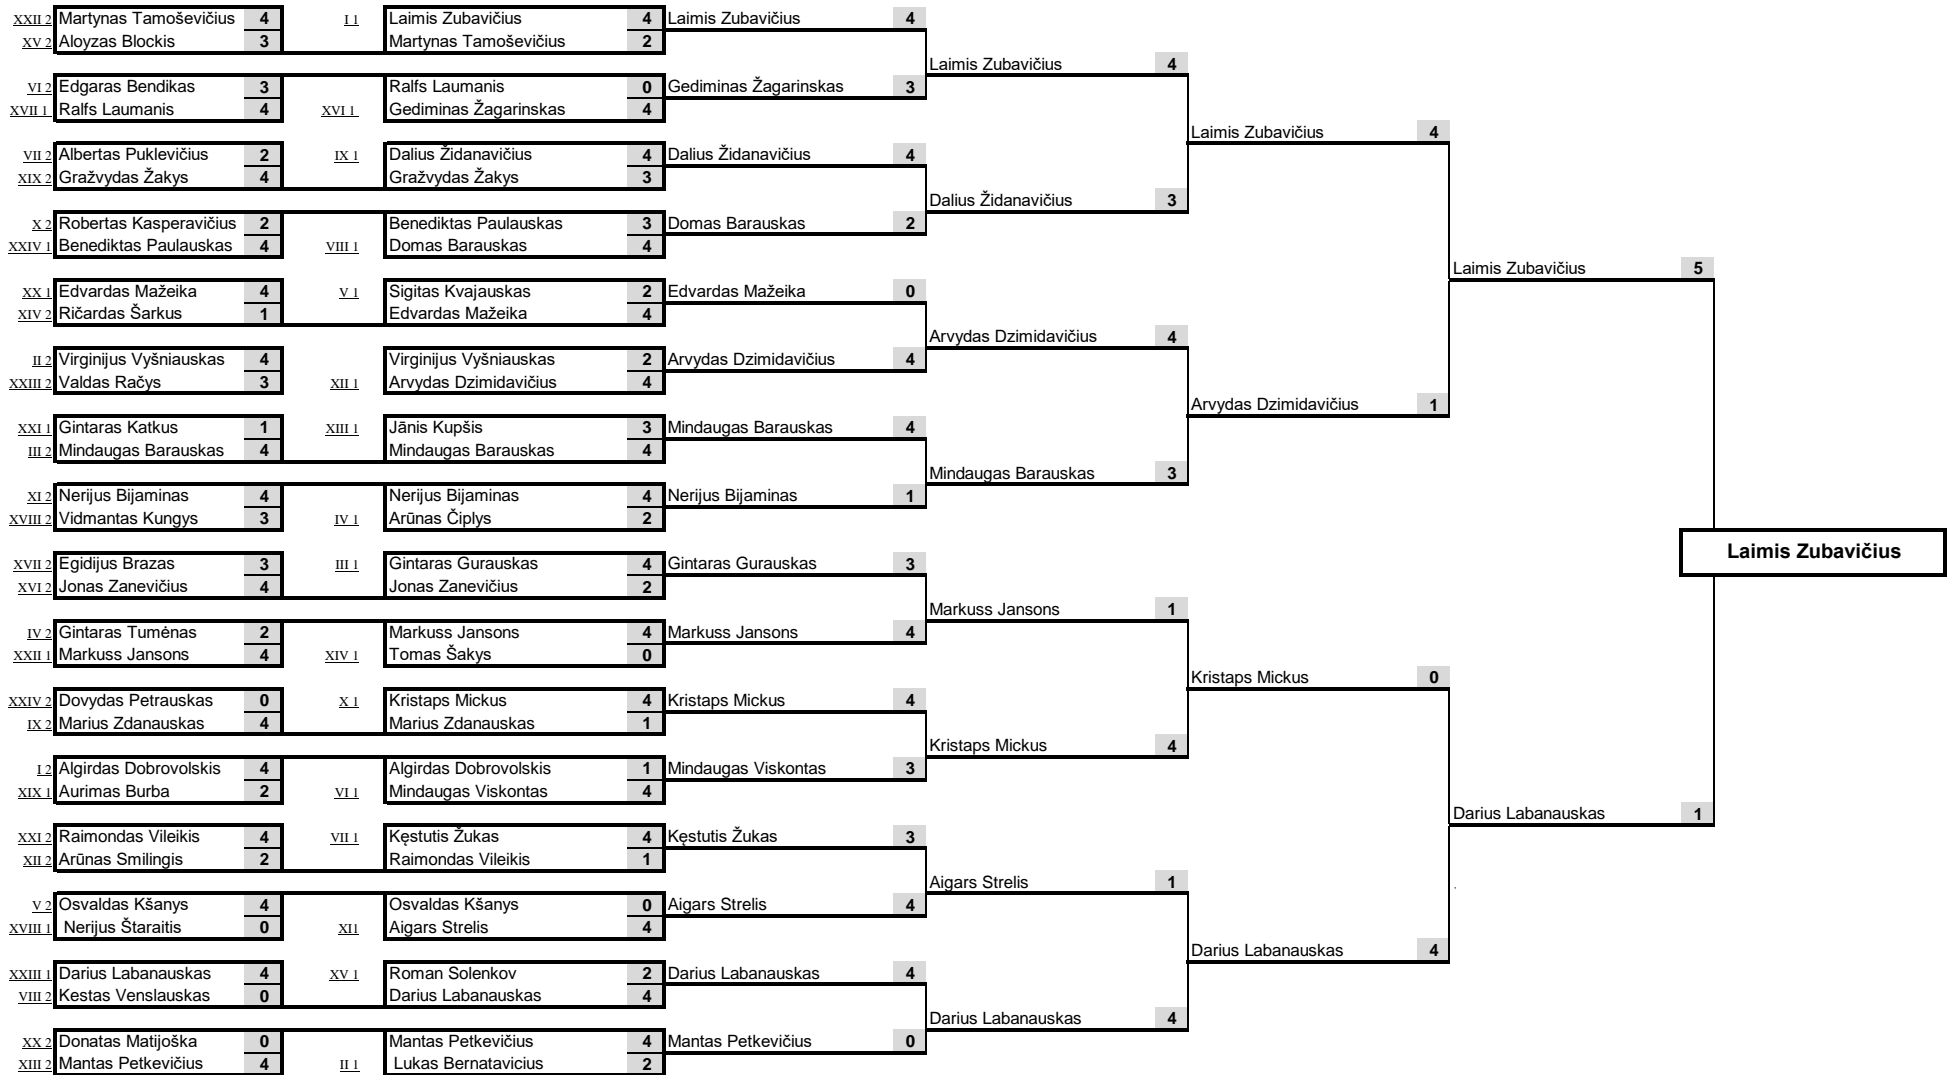 XXII 2 Martynas Tamoševičius 4 I 1 Laimis Zubavičius 4 Laimis Zubavičius 4
XV 2 Aloyzas Blockis 3 Martynas Tamoševičius 2
Laimis Zubavičius 4
VI 2 Edgaras Bendikas 3 Ralfs Laumanis 0 Gediminas Žagarinskas 3
XVII 1 Ralfs Laumanis 4 XVI 1 Gediminas Žagarinskas 4
Laimis Zubavičius 4
VII 2 Albertas Puklevičius 2 IX 1 Dalius Židanavičius 4 Dalius Židanavičius 4
XIX 2 Gražvydas Žakys 4 Gražvydas Žakys 3
Dalius Židanavičius 3
X 2 Robertas Kasperavičius 2 Benediktas Paulauskas 3 Domas Barauskas 2
XXIV 1 Benediktas Paulauskas 4 VIII 1 Domas Barauskas 4
Laimis Zubavičius 5
XX 1 Edvardas Mažeika 4 V 1 Sigitas Kvajauskas 2 Edvardas Mažeika 0
XIV 2 Ričardas Šarkus 1 Edvardas Mažeika 4
Arvydas Dzimidavičius 4
II 2 Virginijus Vyšniauskas 4 Virginijus Vyšniauskas 2 Arvydas Dzimidavičius 4
XXIII 2 Valdas Račys 3 XII 1 Arvydas Dzimidavičius 4
Arvydas Dzimidavičius 1
XXI 1 Gintaras Katkus 1 XIII 1 Jānis Kupšis 3 Mindaugas Barauskas 4
III 2 Mindaugas Barauskas 4 Mindaugas Barauskas 4
Mindaugas Barauskas 3
XI 2 Nerijus Bijaminas 4 Nerijus Bijaminas 4 Nerijus Bijaminas 1
XVIII 2 Vidmantas Kungys 3 IV 1 Arūnas Čiplys 2
Laimis Zubavičius
XVII 2 Egidijus Brazas 3 III 1 Gintaras Gurauskas 4 Gintaras Gurauskas 3
XVI 2 Jonas Zanevičius 4 Jonas Zanevičius 2
Markuss Jansons 1
IV 2 Gintaras Tumėnas 2 Markuss Jansons 4 Markuss Jansons 4
XXII 1 Markuss Jansons 4 XIV 1 Tomas Šakys 0
Kristaps Mickus 0
XXIV 2 Dovydas Petrauskas 0 X 1 Kristaps Mickus 4 Kristaps Mickus 4
IX 2 Marius Zdanauskas 4 Marius Zdanauskas 1
Kristaps Mickus 4
I 2 Algirdas Dobrovolskis 4 Algirdas Dobrovolskis 1 Mindaugas Viskontas 3
XIX 1 Aurimas Burba 2 VI 1 Mindaugas Viskontas 4
Darius Labanauskas 1
XXI 2 Raimondas Vileikis 4 VII 1 Kęstutis Žukas 4 Kęstutis Žukas 3
XII 2 Arūnas Smilingis 2 Raimondas Vileikis 1
Aigars Strelis 1
V 2 Osvaldas Kšanys 4 Osvaldas Kšanys 0 Aigars Strelis 4
XVIII 1 Nerijus Štaraitis 0 XI1 Aigars Strelis 4
Darius Labanauskas 4
XXIII 1 Darius Labanauskas 4 XV 1 Roman Solenkov 2 Darius Labanauskas 4
VIII 2 Kestas Venslauskas 0 Darius Labanauskas 4
Darius Labanauskas 4
XX 2 Donatas Matijoška 0 Mantas Petkevičius 4 Mantas Petkevičius 0
XIII 2 Mantas Petkevičius 4 II 1 Lukas Bernatavicius 2